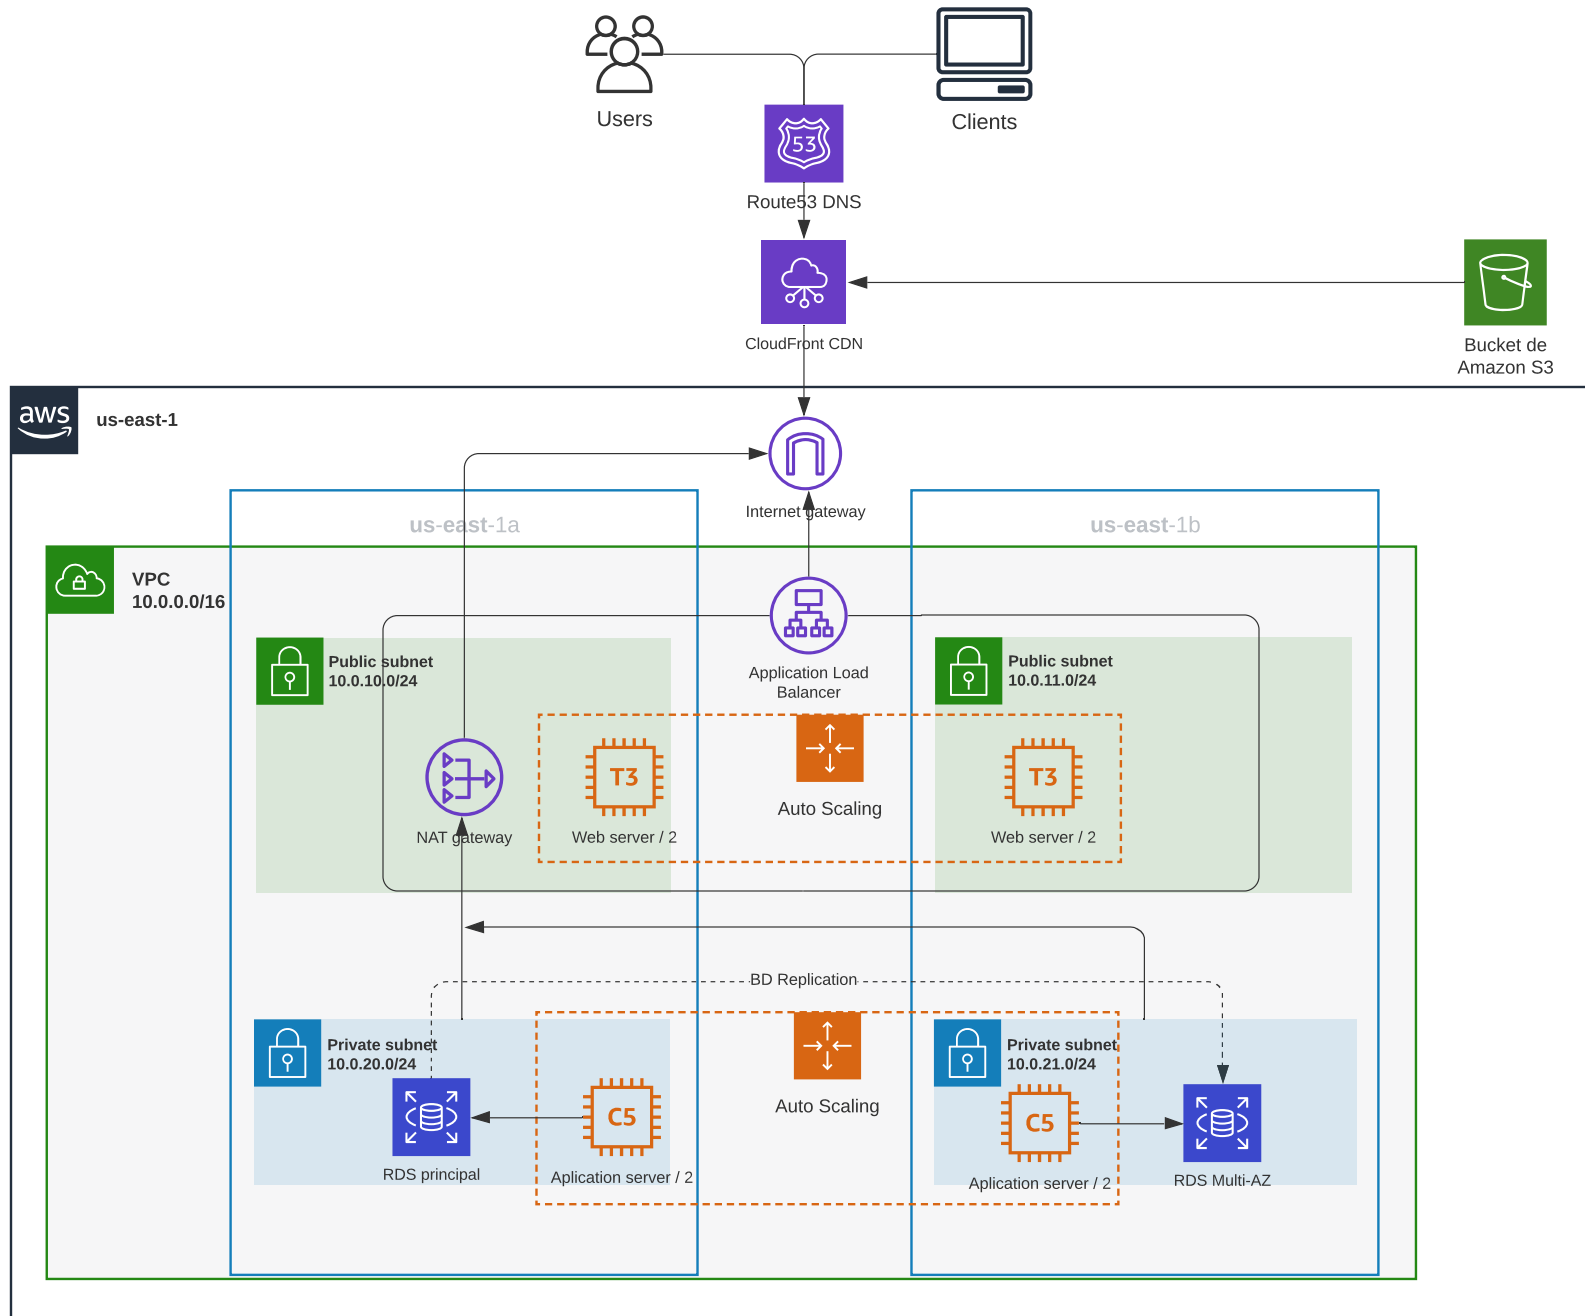 Users
Clients
53
Route53 DNS
CloudFront CDN
Bucket de
Amazon S3
aws
us-east-1
Internet gateway
us-east-1a
us-east-1b
VPC
10.0.0.0/16
Application Load
Balancer
Public subnet
10.0.10.0/24
Public subnet
10.0.11.0/24
T3
T3
NAT gateway
Web server / 2
Auto Scaling
Web server / 2
BD Replication
Private subnet
10.0.20.0/24
Private subnet
10.0.21.0/24
C5
C5
Auto Scaling
RDS principal
Aplication server / 2
Aplication server / 2
RDS Multi-AZ